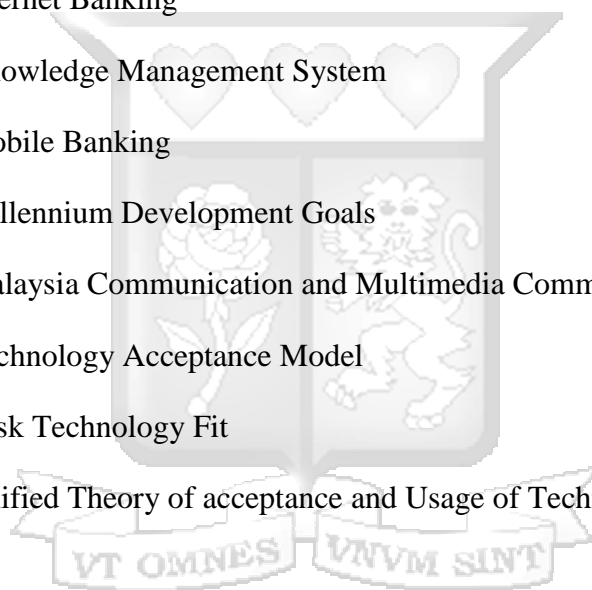 ernet Banking
owledge Management System
obile Banking
llennium Development Goals
alaysia Communication and Multimedia Comm
chnology Acceptance Model
sk Technology Fit
ified Theory of acceptance and Usage of Tech
VT OMNES VNVM SINT